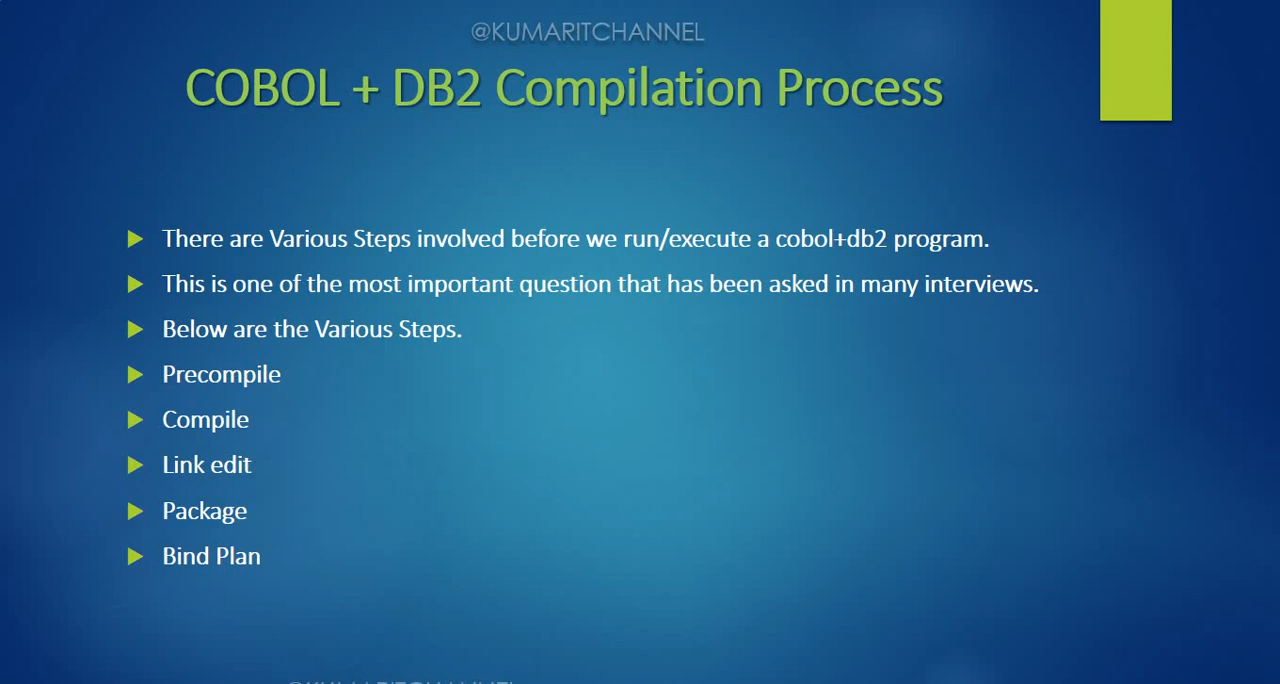 @KUMARITCHANNEL
COBOL + DB2 Compilation Process
There are Various Steps involved before we run/execute a cobol+db2 program.
This is one of the most important question that has been asked in many interviews.
Below are the Various Steps.
Precompile
Compile
Link edit
Package
Bind Plan
@KUMARITCHANNEL